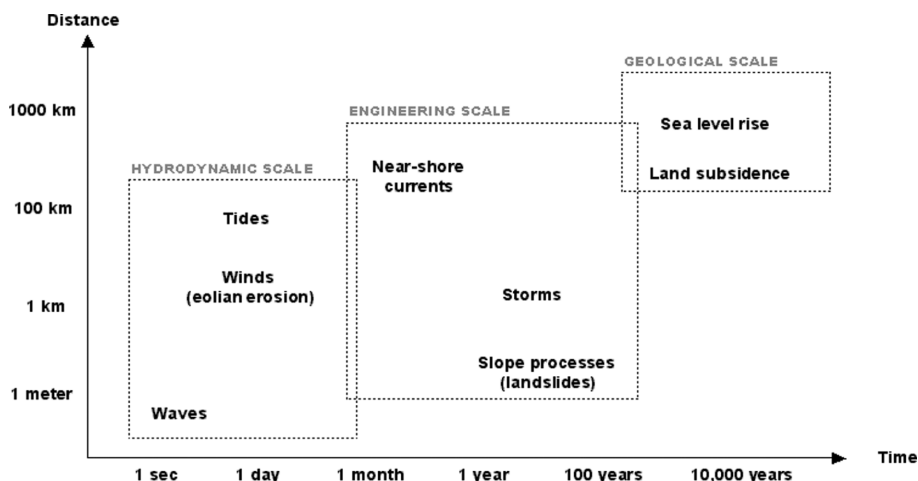 Distance
GEOLOGICAL SCALE
1000 km
ENGINEERING SCALE
Sea level rise
HYDRODYNAMIC SCALE
Near-shore
currents
Land subsidence
100 km
Tides
Winds
(eolian erosion)
1 km
Storms
Slope processes
(landslides)
1 meter
Waves
Time
1 sec
1 day
1 month
1 year
100 years
10,000 years